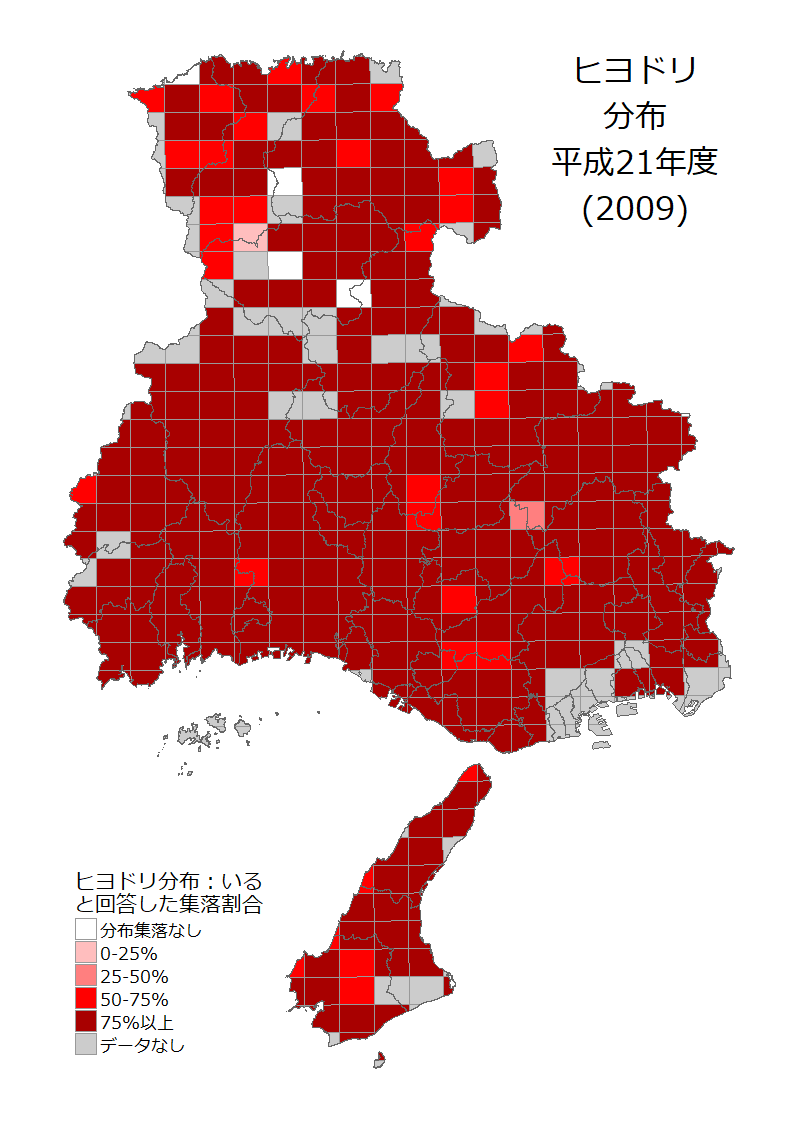 ヒヨドリ
分布
平成21年度
(2009)
ヒヨドリ分布：いる
と回答した集落割合
分布集落なし
0-25%
25-50%
50-75%
75%以上
データなし